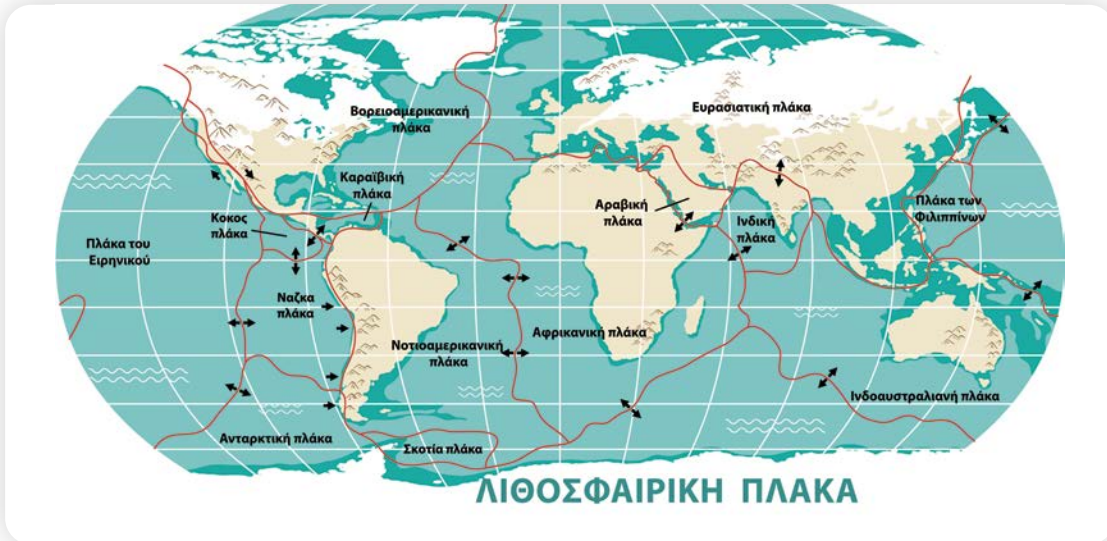 Βορειοαμερικανική
πλάκα
Ευρασιατική πλάκα
Καραϊβική
πλάκα
Κοκος
πλάκα
Πλάκα του
Ειρηνικού
Αραβική
πλάκα
Ινδική
πλάκα
Πλάκα των
Φιλιππίνων
Ναζκα
πλάκα
Νοτιοαμερικανική
πλάκα
Αφρικανική πλάκα
Ινδοαυστραλιανή πλάκα
Ανταρκτική πλάκα
Σκοτία πλάκα
ΛΙΘΟΣΦΑΙΡΙΚΗ ΠΛΑΚΑ